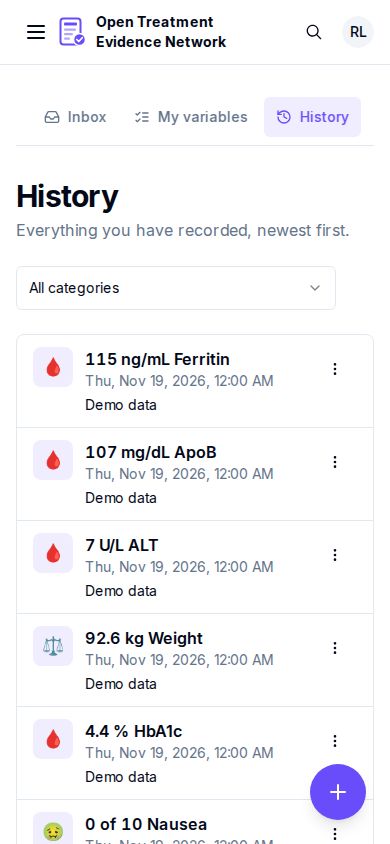 Open Treatment
Evidence Network
RL
Inbox
My variables
History
History
Everything you have recorded, newest first.
All categories
115 ng/mL Ferritin
Thu, Nov 19, 2026, 12:00 AM
Demo data
107 mg/dL ApoB
Thu, Nov 19, 2026, 12:00 AM
Demo data
7 U/L ALT
Thu, Nov 19, 2026, 12:00 AM
Demo data
92.6 kg Weight
Thu, Nov 19, 2026, 12:00 AM
Demo data
4.4 % HbA1c
Thu, Nov 19, 2026, 12:00 AM
Demo data
0 of 10 Nausea